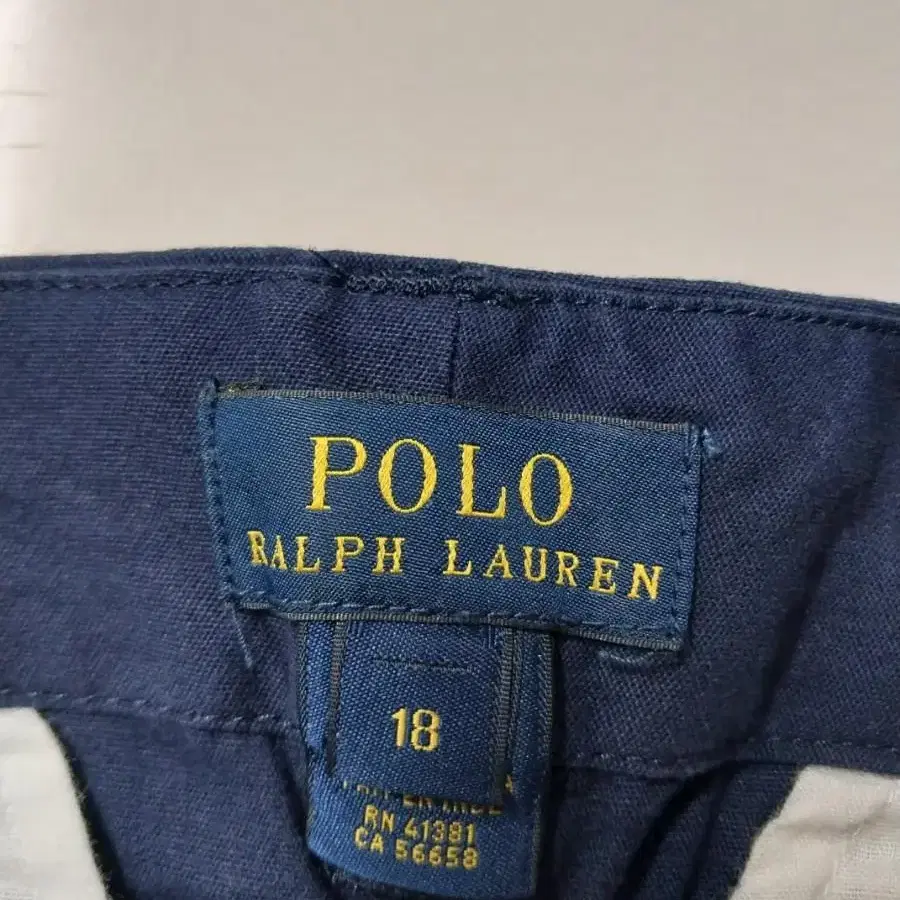 POLO
RALPH LAUREN
18
RN 41381
CA 56658